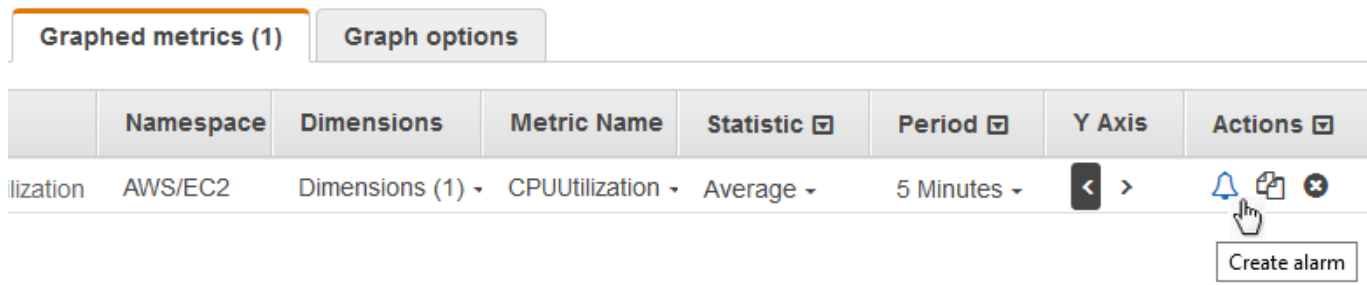 Graphed metrics (1) Graph options
Namespace Dimensions Metric Name Statistic Period Y Axis Actions
lization AWS/EC2 Dimensions (1) CPUUtilization Average 5 Minutes < >
Create alarm